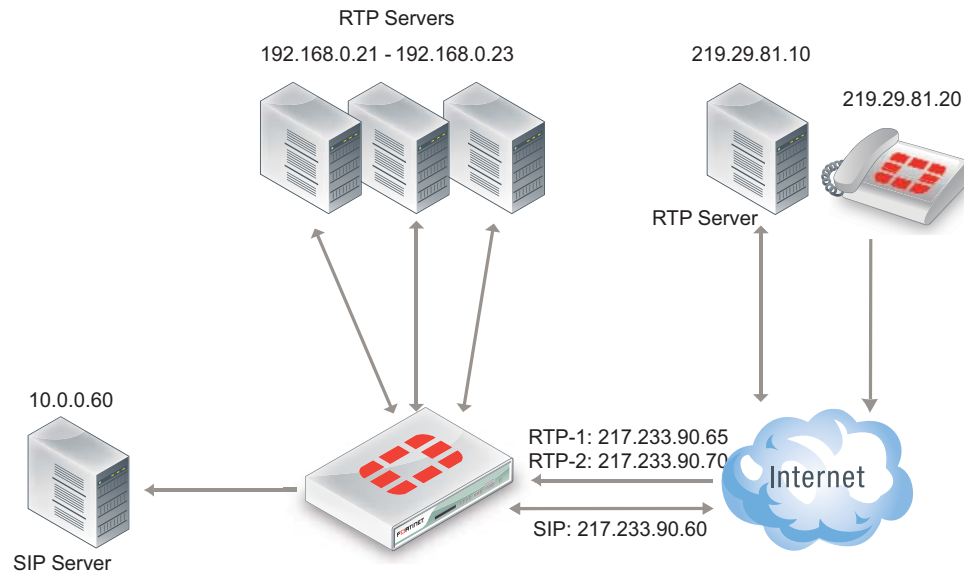 RTP Servers
192.168.0.21 - 192.168.0.23
219.29.81.10
219.29.81.20
RTP Server
10.0.0.60
RTP-1: 217.233.90.65
RTP-2: 217.233.90.70
Internet
FORTINET
SIP: 217.233.90.60
SIP Server